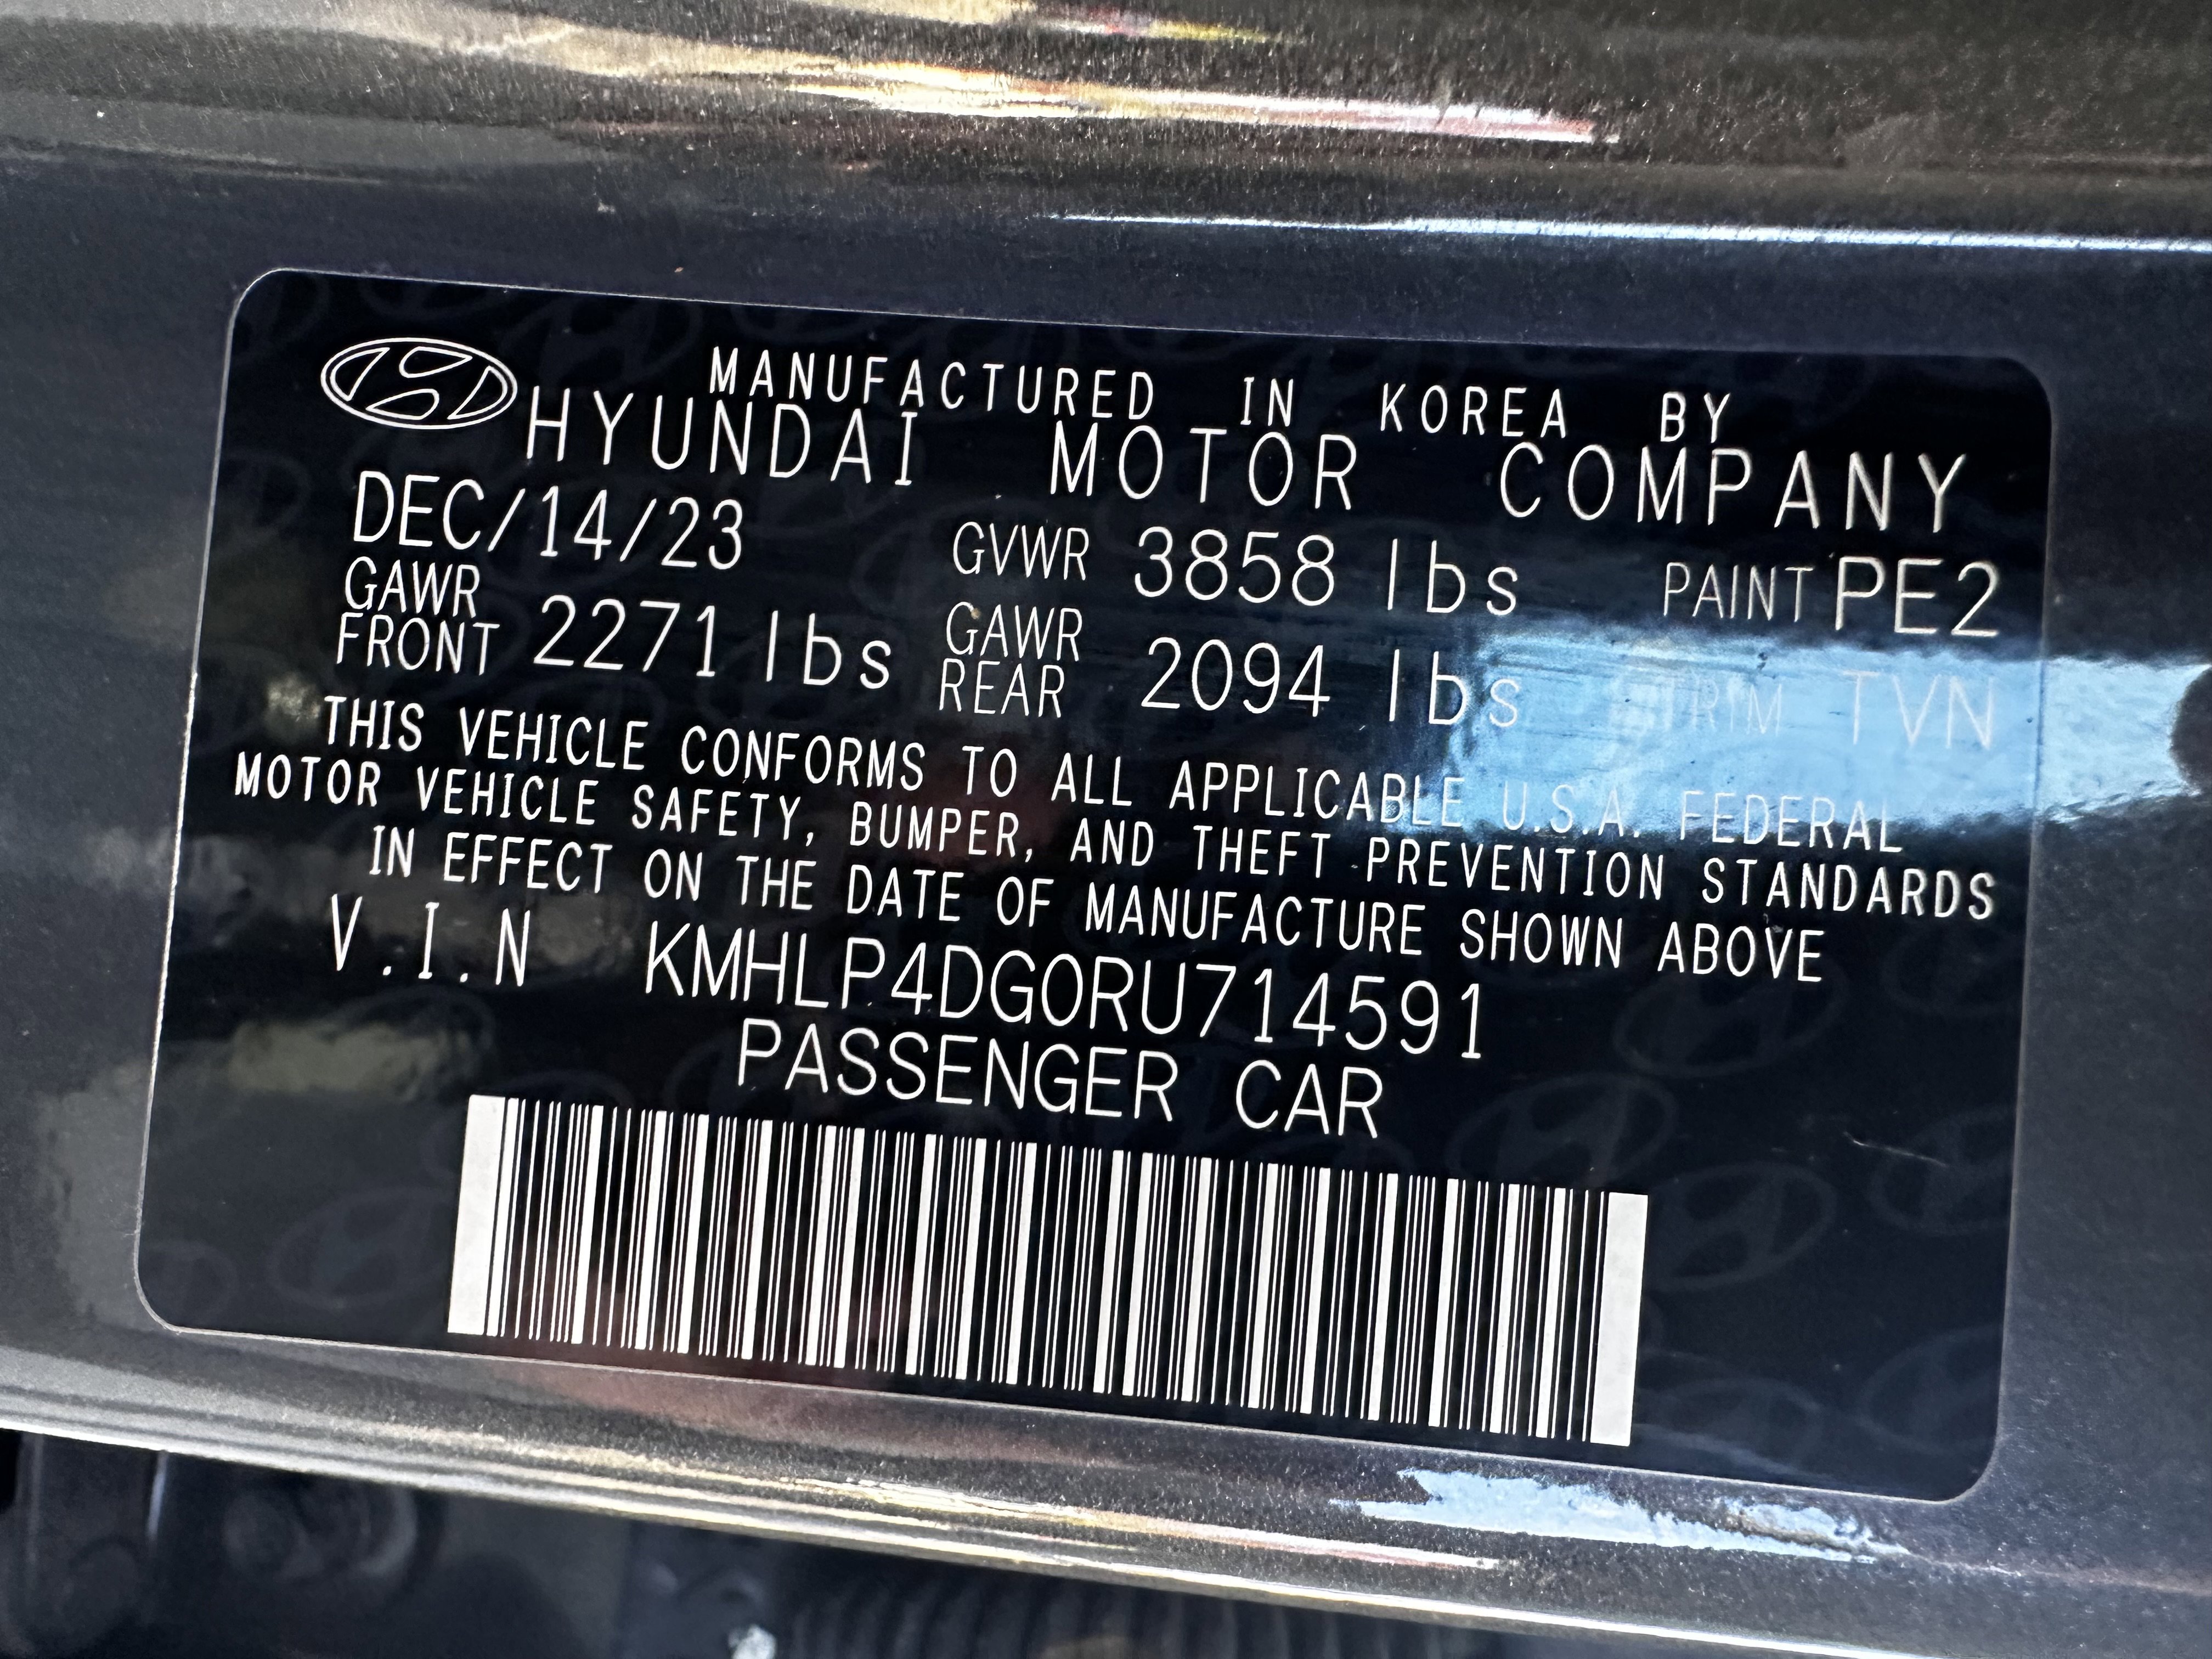 MANUFACTURED IN KOREA BY
HYUNDAI MOTOR COMPANY
DEC/14/23 GVWR 3858 lbs PAINT PE2
GAWR FRONT 2271 lbs GAWR REAR 2094 lbs TRIM TVN
THIS VEHICLE CONFORMS TO ALL APPLICABLE U.S.A. FEDERAL
MOTOR VEHICLE SAFETY, BUMPER, AND THEFT PREVENTION STANDARDS
IN EFFECT ON THE DATE OF MANUFACTURE SHOWN ABOVE
V.I.N KMHLP4DG0RU714591
PASSENGER CAR